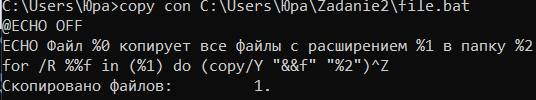 C:\Users\Юра>copy con C:\Users\Юра\Zadanie2\file.bat
@ECHO OFF
ECHO Файл %0 копирует все файлы с расширением %1 в папку %2
for /R %%f in (%1) do (copy/Y "&&f" "%2")^Z
Скопировано файлов:         1.